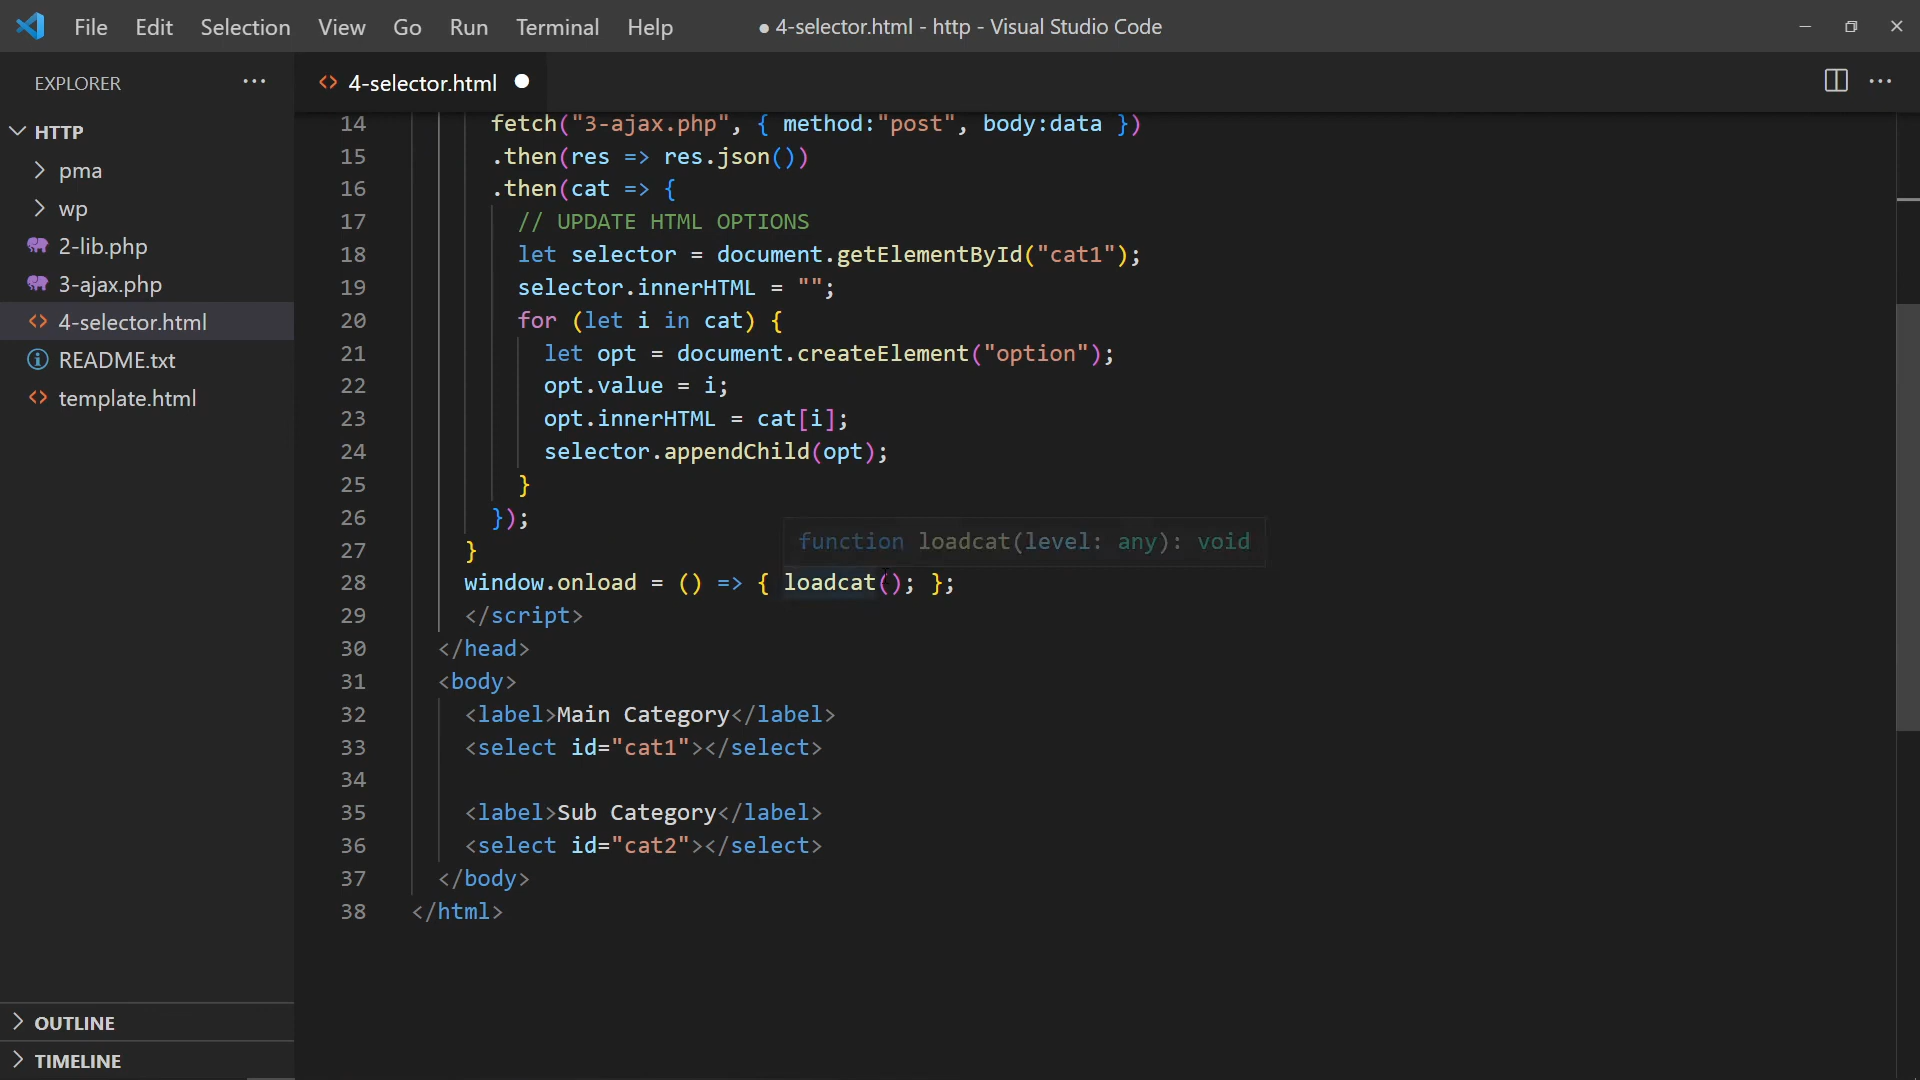 File Edit Selection View Go Run Terminal Help ● 4-selector.html - http - Visual Studio Code
EXPLORER ···
4-selector.html
HTTP
pma
wp
2-lib.php
3-ajax.php
4-selector.html
README.txt
template.html
14 fetch("3-ajax.php", { method:"post", body:data })
15 .then(res => res.json())
16 .then(cat => {
17 // UPDATE HTML OPTIONS
18 let selector = document.getElementById("cat1");
19 selector.innerHTML = "";
20 for (let i in cat) {
21 let opt = document.createElement("option");
22 opt.value = i;
23 opt.innerHTML = cat[i];
24 selector.appendChild(opt);
25 }
26 });
function loadcat(level: any): void
27 }
28 window.onload = () => { loadcat(); };
29 </script>
30 </head>
31 <body>
32 <label>Main Category</label>
33 <select id="cat1"></select>
34
35 <label>Sub Category</label>
36 <select id="cat2"></select>
37 </body>
38 </html>
OUTLINE
TIMELINE